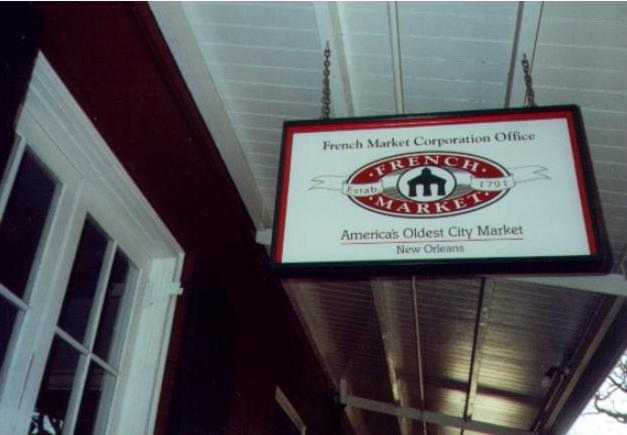 French Market Corporation Office
FRENCH
Estab. 1791
MARKET
America's Oldest City Market
New Orleans